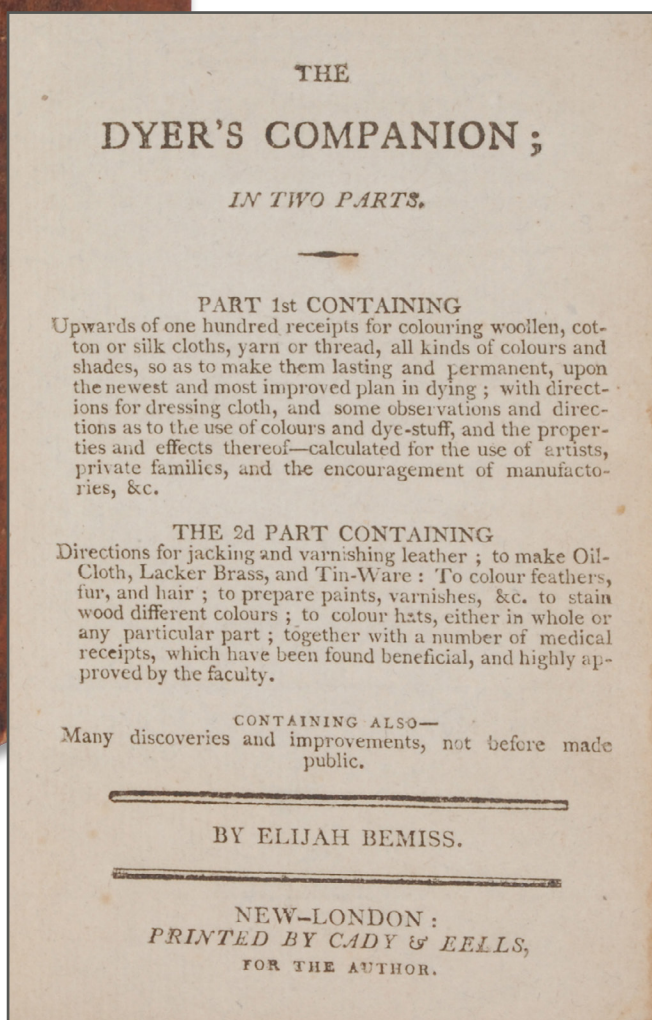 THE
DYER'S COMPANION;
IN TWO PARTS.
PART 1st CONTAINING
Upwards of one hundred receipts for colouring woollen, cot-
ton or silk cloths, yarn or thread, all kinds of colours and
shades, so as to make them lasting and permanent, upon
the newest and most improved plan in dying; with direct-
ions for dressing cloth, and some observations and direc-
tions as to the use of colours and dye-stuff, and the proper-
ties and effects thereof—calculated for the use of artists,
private families, and the encouragement of manufacto-
ries, &c.
THE 2d PART CONTAINING
Directions for jacking and varnishing leather; to make Oil-
Cloth, Lacker Brass, and Tin-Ware: To colour feathers,
fur, and hair; to prepare paints, varnishes, &c. to stain
wood different colours; to colour hats, either in whole or
any particular part; together with a number of medical
receipts, which have been found beneficial, and highly ap-
proved by the faculty.
CONTAINING ALSO—
Many discoveries and improvements, not before made
public.
BY ELIJAH BEMISS.
NEW-LONDON:
PRINTED BY CADY & EELLS,
FOR THE AUTHOR.